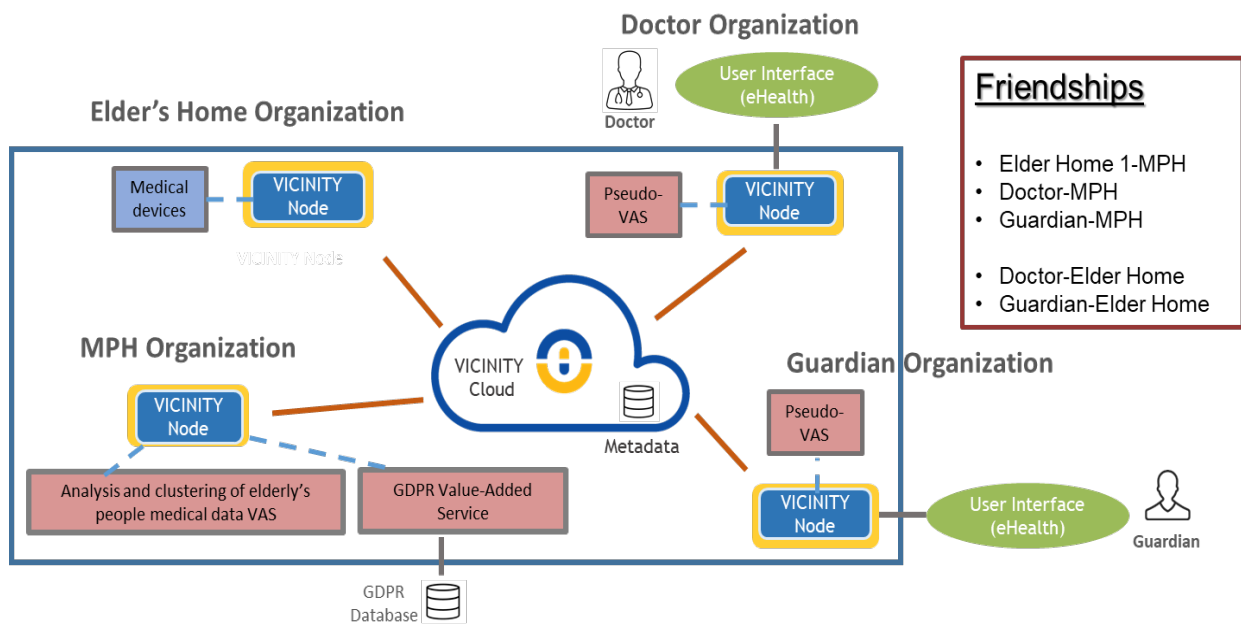 Doctor Organization
User Interface
(eHealth)
Doctor
Elder's Home Organization
Friendships
• Elder Home 1-MPH
• Doctor-MPH
• Guardian-MPH
• Doctor-Elder Home
• Guardian-Elder Home
Medical
devices
VICINITY
Node
VICINITY Node
Pseudo-
VAS
VICINITY
Node
MPH Organization
VICINITY
Node
VICINITY
Cloud
Metadata
Guardian Organization
Pseudo-
VAS
Analysis and clustering of elderly's
people medical data VAS
GDPR Value-Added
Service
VICINITY
Node
User Interface
(eHealth)
Guardian
GDPR
Database